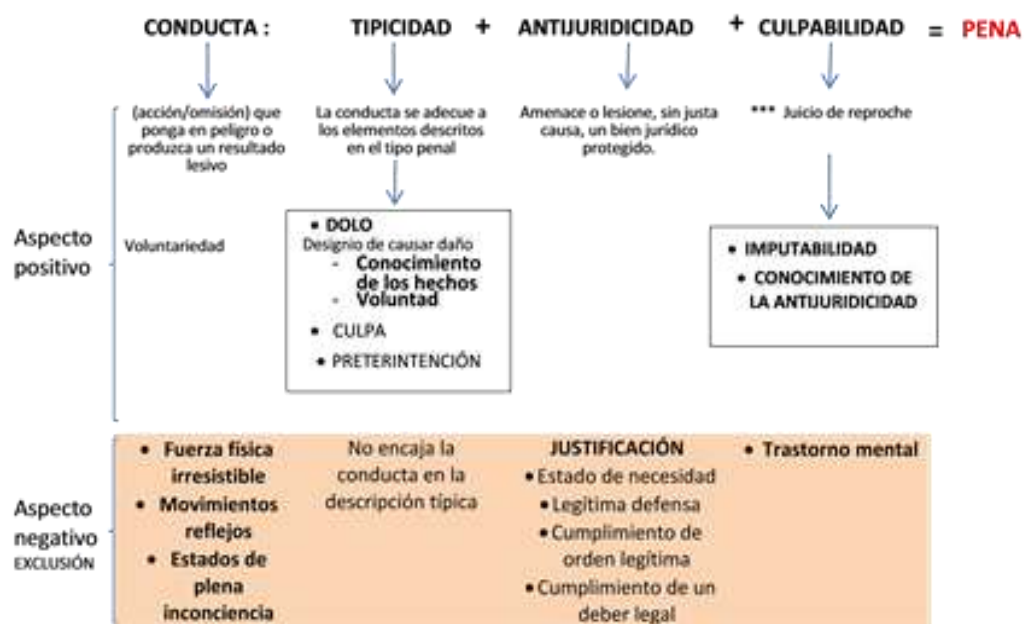 CONDUCTA : TIPICIDAD + ANTIJURIDICIDAD + CULPABILIDAD = PENA
(acción/omisión) que
ponga en peligro o
produzca un resultado
lesivo
La conducta se adecue a
los elementos descritos
en el tipo penal
Amenace o lesione, sin justa
causa, un bien jurídico
protegido.
*** Juicio de reproche
Aspecto
positivo
Voluntariedad
• DOLO
Designio de causar daño
- Conocimiento
de los hechos
- Voluntad
• CULPA
• PRETERINTENCIÓN
• IMPUTABILIDAD
• CONOCIMIENTO DE
LA ANTIJURIDICIDAD
Aspecto
negativo
EXCLUSIÓN
• Fuerza física
irresistible
• Movimientos
reflejos
• Estados de
plena
inconciencia
No encaja la
conducta en la
descripción típica
JUSTIFICACIÓN
• Estado de necesidad
• Legítima defensa
• Cumplimiento de
orden legítima
• Cumplimiento de un
deber legal
• Trastorno mental